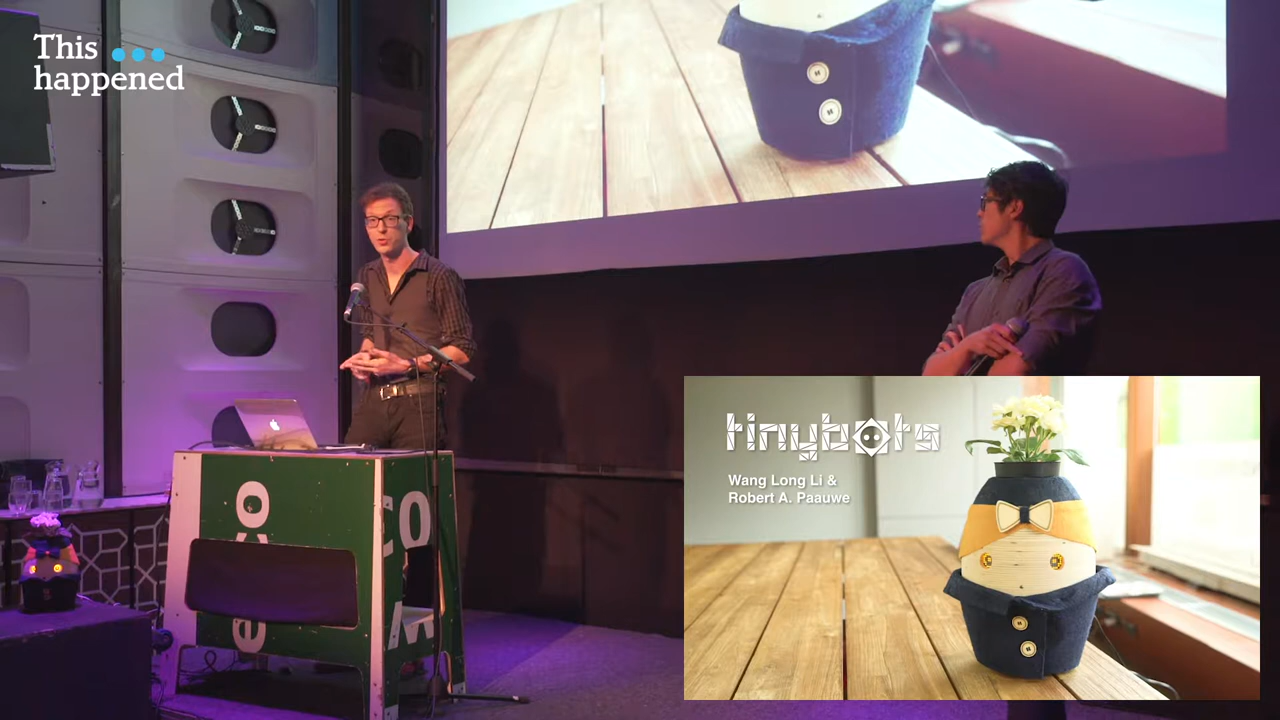 This
happened
tinybots
Wang Long Li &
Robert A. Paauwe